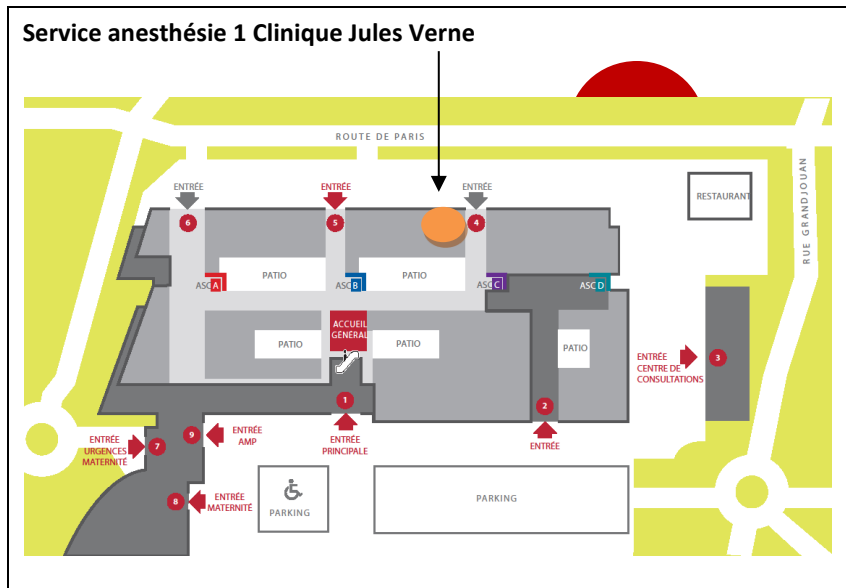 Service anesthésie 1 Clinique Jules Verne
ROUTE DE PARIS
ENTRÉE
ENTRÉE
ENTRÉE
6
5
4
RESTAURANT
RUE GRANDJOUAN
PATIO
PATIO
ASC A
ASC B
ASC C
ASC D
ACCUEIL
GÉNÉRAL
PATIO
PATIO
PATIO
ENTRÉE
CENTRE DE
CONSULTATIONS
3
1
2
ENTRÉE
URGENCES
MATERNITÉ
7
9
ENTRÉE
AMP
ENTRÉE
PRINCIPALE
ENTRÉE
8
ENTRÉE
MATERNITÉ
PARKING
PARKING